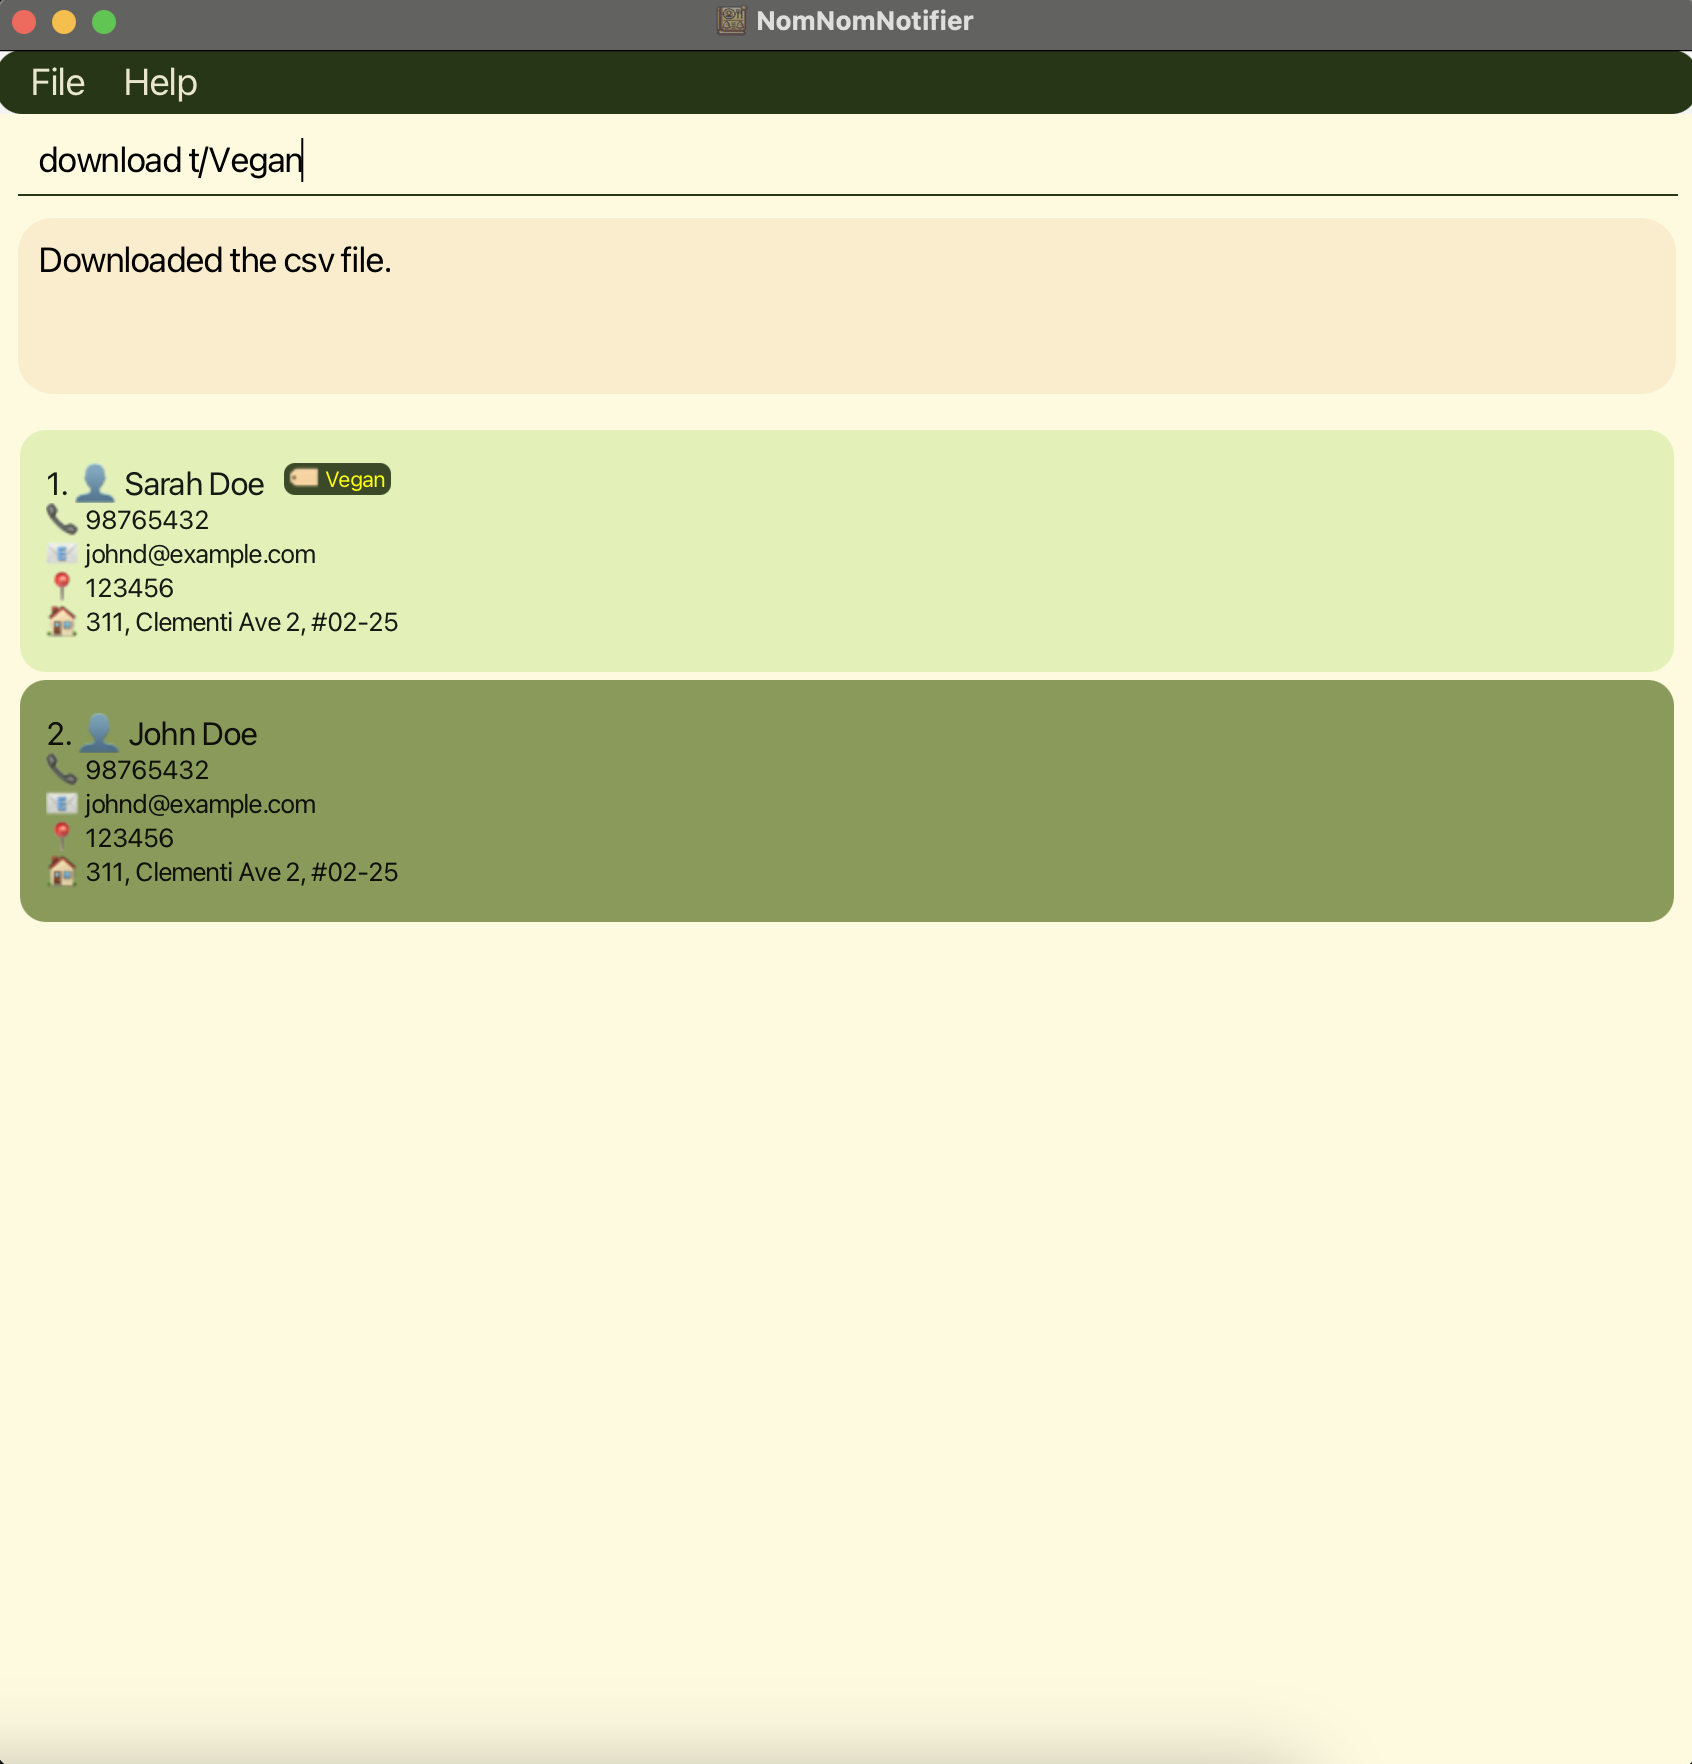 NomNomNotifier
File Help
download t/Vegan
Downloaded the csv file.
1. Sarah Doe Vegan
98765432
johnd@example.com
123456
311, Clementi Ave 2, #02-25
2. John Doe
98765432
johnd@example.com
123456
311, Clementi Ave 2, #02-25